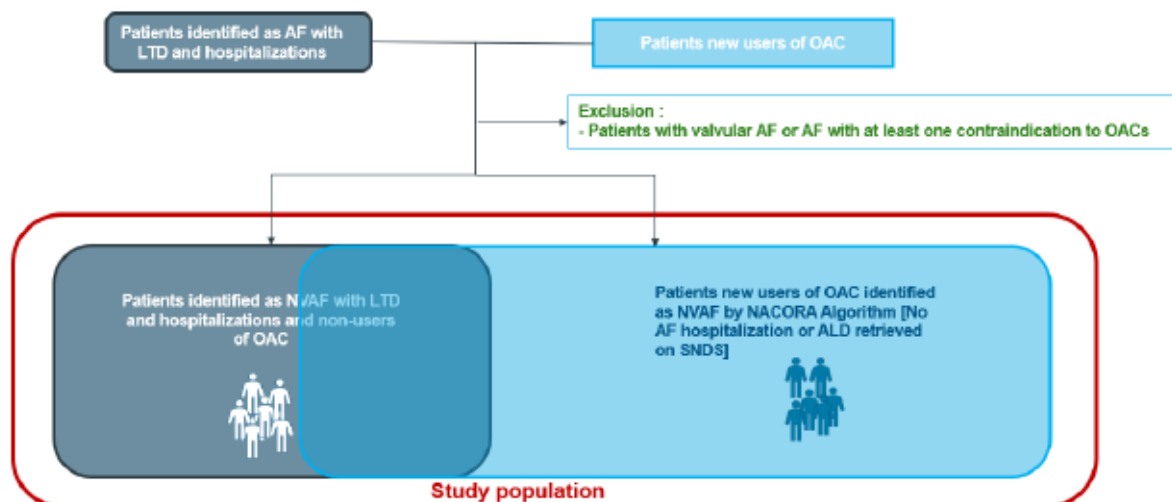 Patients identified as AF with
LTD and hospitalizations
Patients new users of OAC
Exclusion :
- Patients with valvular AF or AF with at least one contraindication to OACs
Patients identified as NVAF with LTD
and hospitalizations and non-users
of OAC
Patients new users of OAC identified
as NVAF by NACORA Algorithm [No
AF hospitalization or ALD retrieved
on SNDS]
Study population